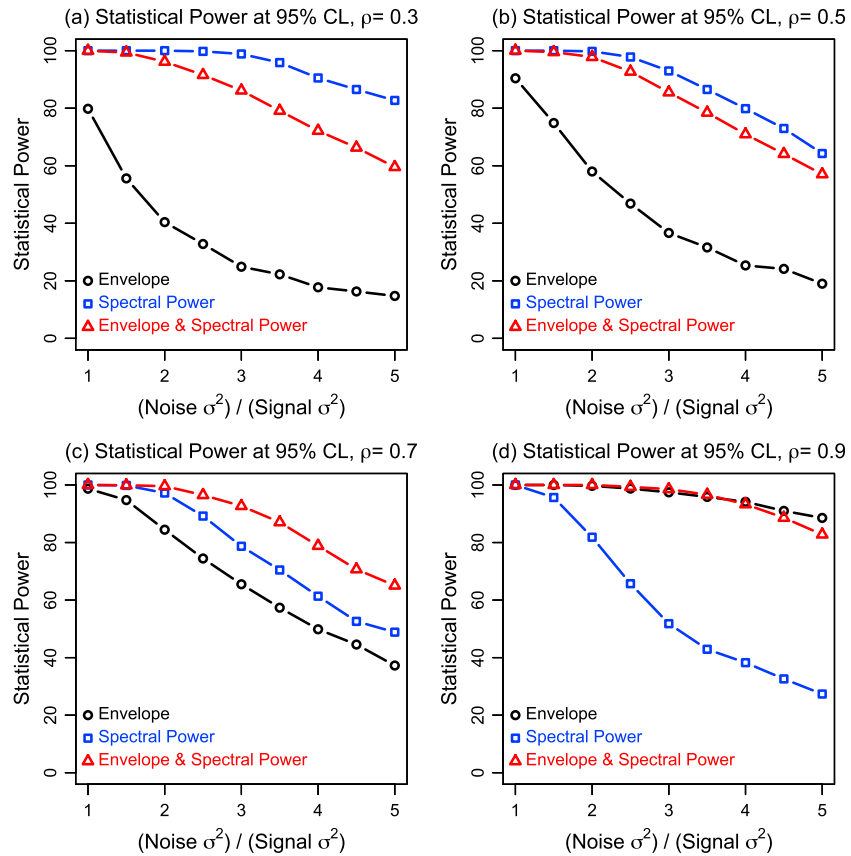 (a) Statistical Power at 95% CL, ρ= 0.3
Statistical Power
0 20 40 60 80 100
Envelope
Spectral Power
Envelope & Spectral Power
1 2 3 4 5
(Noise σ²) / (Signal σ²)
(b) Statistical Power at 95% CL, ρ= 0.5
Statistical Power
0 20 40 60 80 100
Envelope
Spectral Power
Envelope & Spectral Power
1 2 3 4 5
(Noise σ²) / (Signal σ²)
(c) Statistical Power at 95% CL, ρ= 0.7
Statistical Power
0 20 40 60 80 100
Envelope
Spectral Power
Envelope & Spectral Power
1 2 3 4 5
(Noise σ²) / (Signal σ²)
(d) Statistical Power at 95% CL, ρ= 0.9
Statistical Power
0 20 40 60 80 100
Envelope
Spectral Power
Envelope & Spectral Power
1 2 3 4 5
(Noise σ²) / (Signal σ²)